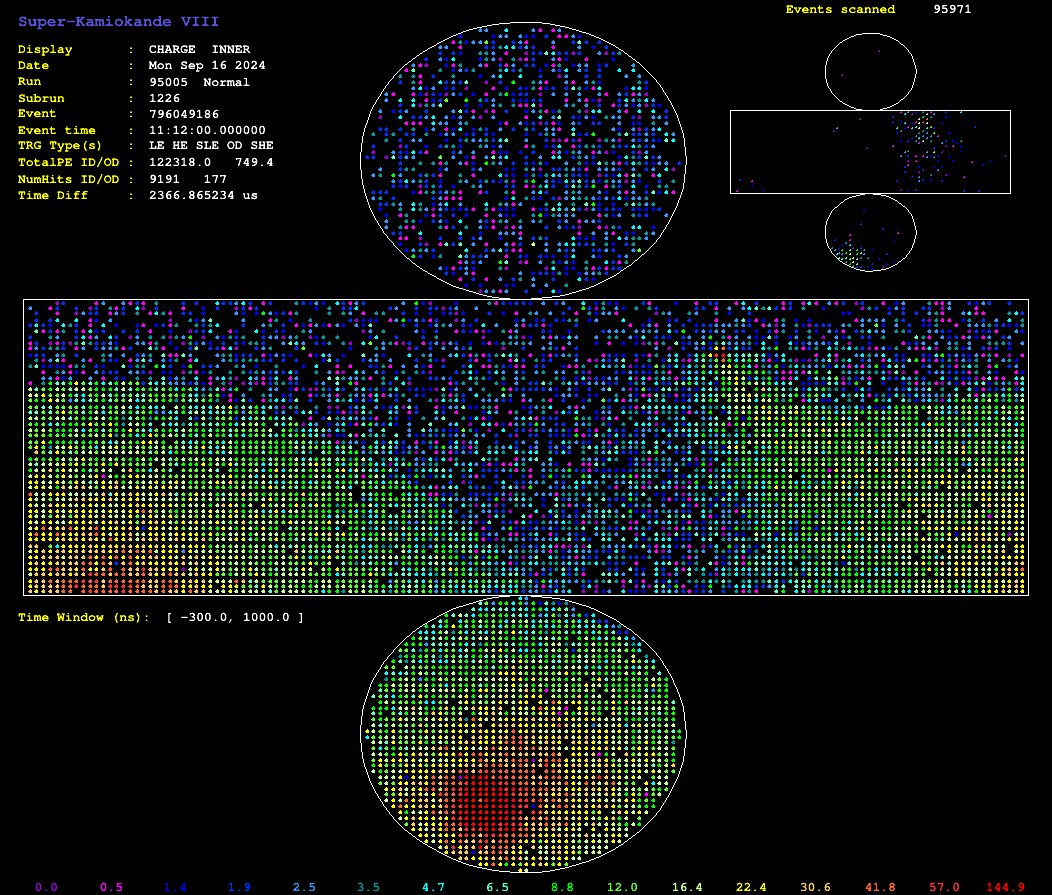 Super-Kamiokande VIII
Events scanned 95971
Display : CHARGE INNER
Date : Mon Sep 16 2024
Run : 95005 Normal
Subrun : 1226
Event : 796049186
Event time : 11:12:00.000000
TRG Type(s) : LE HE SLE OD SHE
TotalPE ID/OD : 122318.0 749.4
NumHits ID/OD : 9191 177
Time Diff : 2366.865234 us
Time Window (ns): [ -300.0, 1000.0 ]
0.0 0.5 1.4 1.9 2.5 3.5 4.7 6.5 8.8 12.0 16.4 22.4 30.6 41.8 57.0 144.9